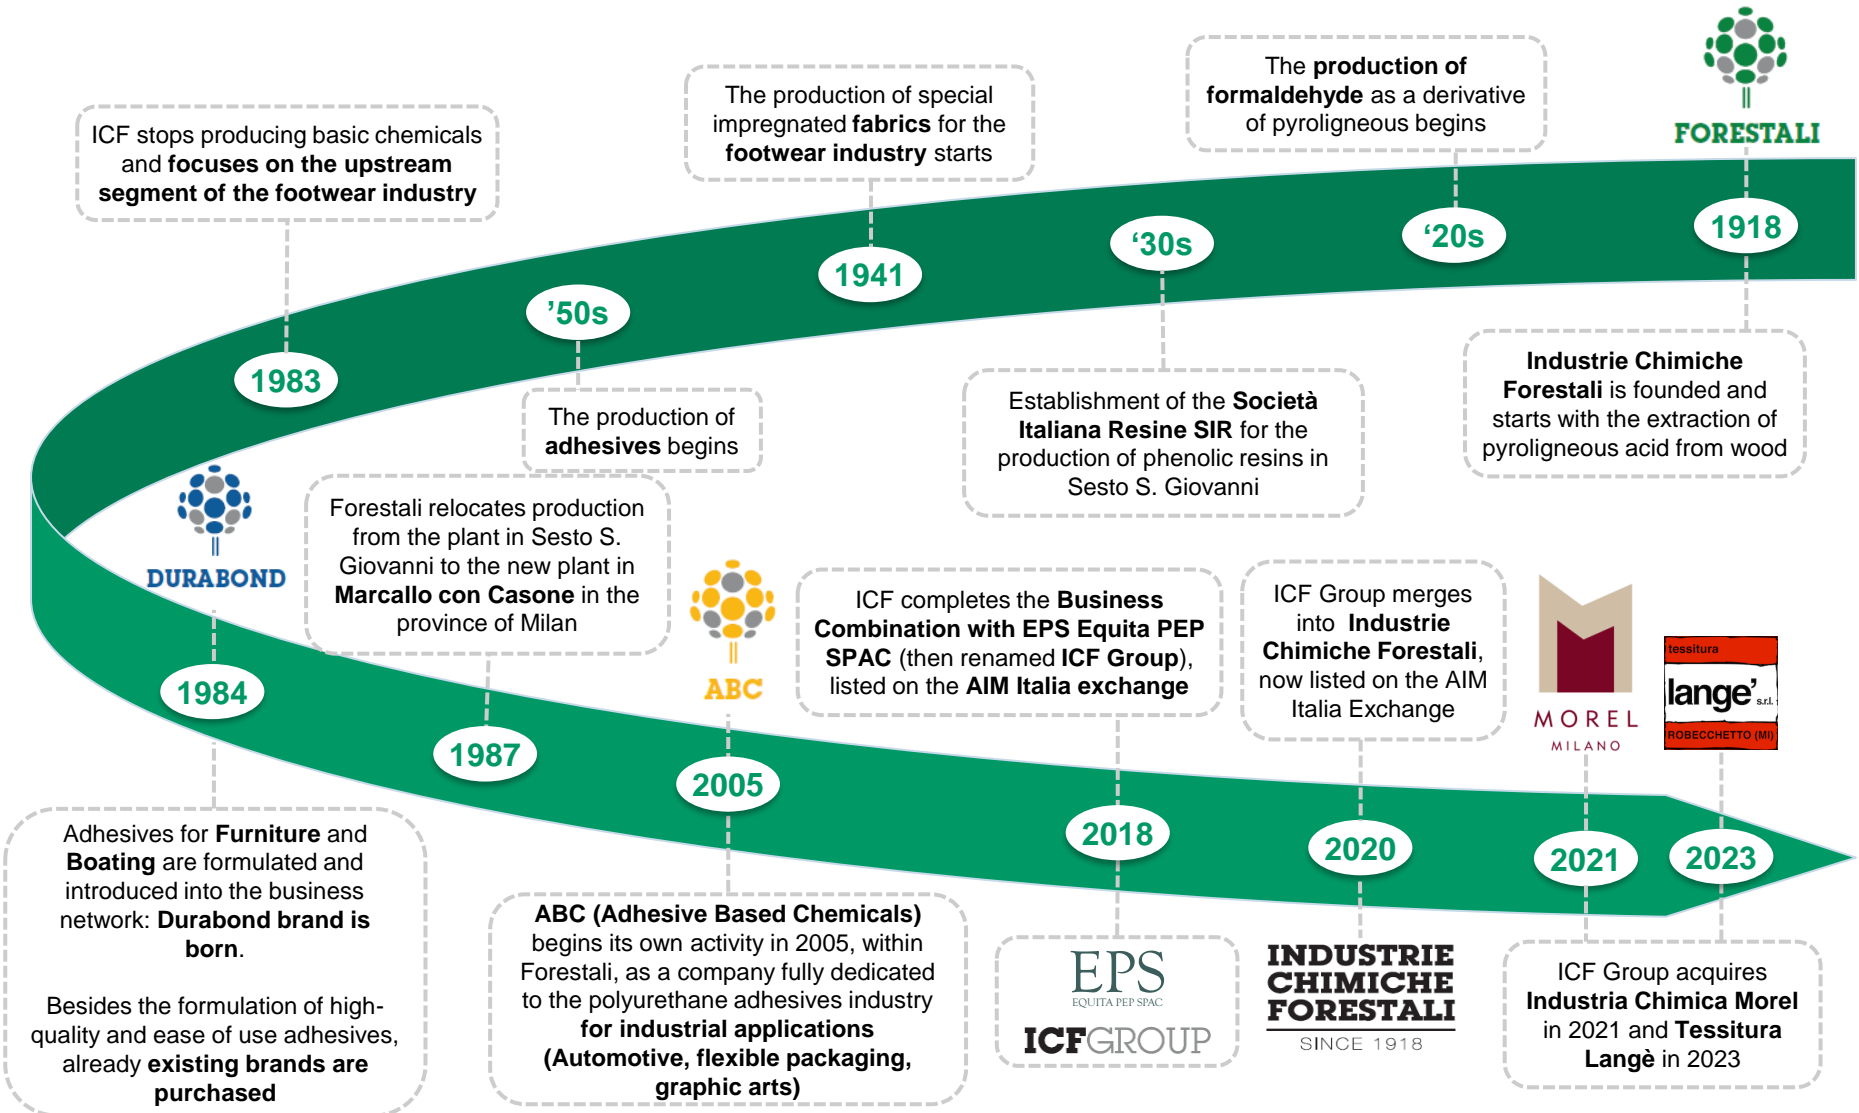 FORESTALI
The production of
formaldehyde as a derivative
of pyroligneous begins
The production of special
impregnated fabrics for the
footwear industry starts
ICF stops producing basic chemicals
and focuses on the upstream
segment of the footwear industry
1918
‘20s
‘30s
1941
’50s
1983
Industrie Chimiche
Forestali is founded and
starts with the extraction of
pyroligneous acid from wood
Establishment of the Società
Italiana Resine SIR for the
production of phenolic resins in
Sesto S. Giovanni
The production of
adhesives begins
DURABOND
Forestali relocates production
from the plant in Sesto S.
Giovanni to the new plant in
Marcallo con Casone in the
province of Milan
ABC
ICF completes the Business
Combination with EPS Equita PEP
SPAC (then renamed ICF Group),
listed on the AIM Italia exchange
ICF Group merges
into Industrie
Chimiche Forestali,
now listed on the AIM
Italia Exchange
MOREL
MILANO
tessitura
lange’ s.r.l.
ROBECCHETTO (MI)
1984
1987
2005
2018
2020
2021
2023
Adhesives for Furniture and
Boating are formulated and
introduced into the business
network: Durabond brand is
born.
Besides the formulation of high-
quality and ease of use adhesives,
already existing brands are
purchased
ABC (Adhesive Based Chemicals)
begins its own activity in 2005, within
Forestali, as a company fully dedicated
to the polyurethane adhesives industry
for industrial applications
(Automotive, flexible packaging,
graphic arts)
EPS
EQUITA PEP SPAC
ICFGROUP
INDUSTRIE
CHIMICHE
FORESTALI
SINCE 1918
ICF Group acquires
Industria Chimica Morel
in 2021 and Tessitura
Langè in 2023